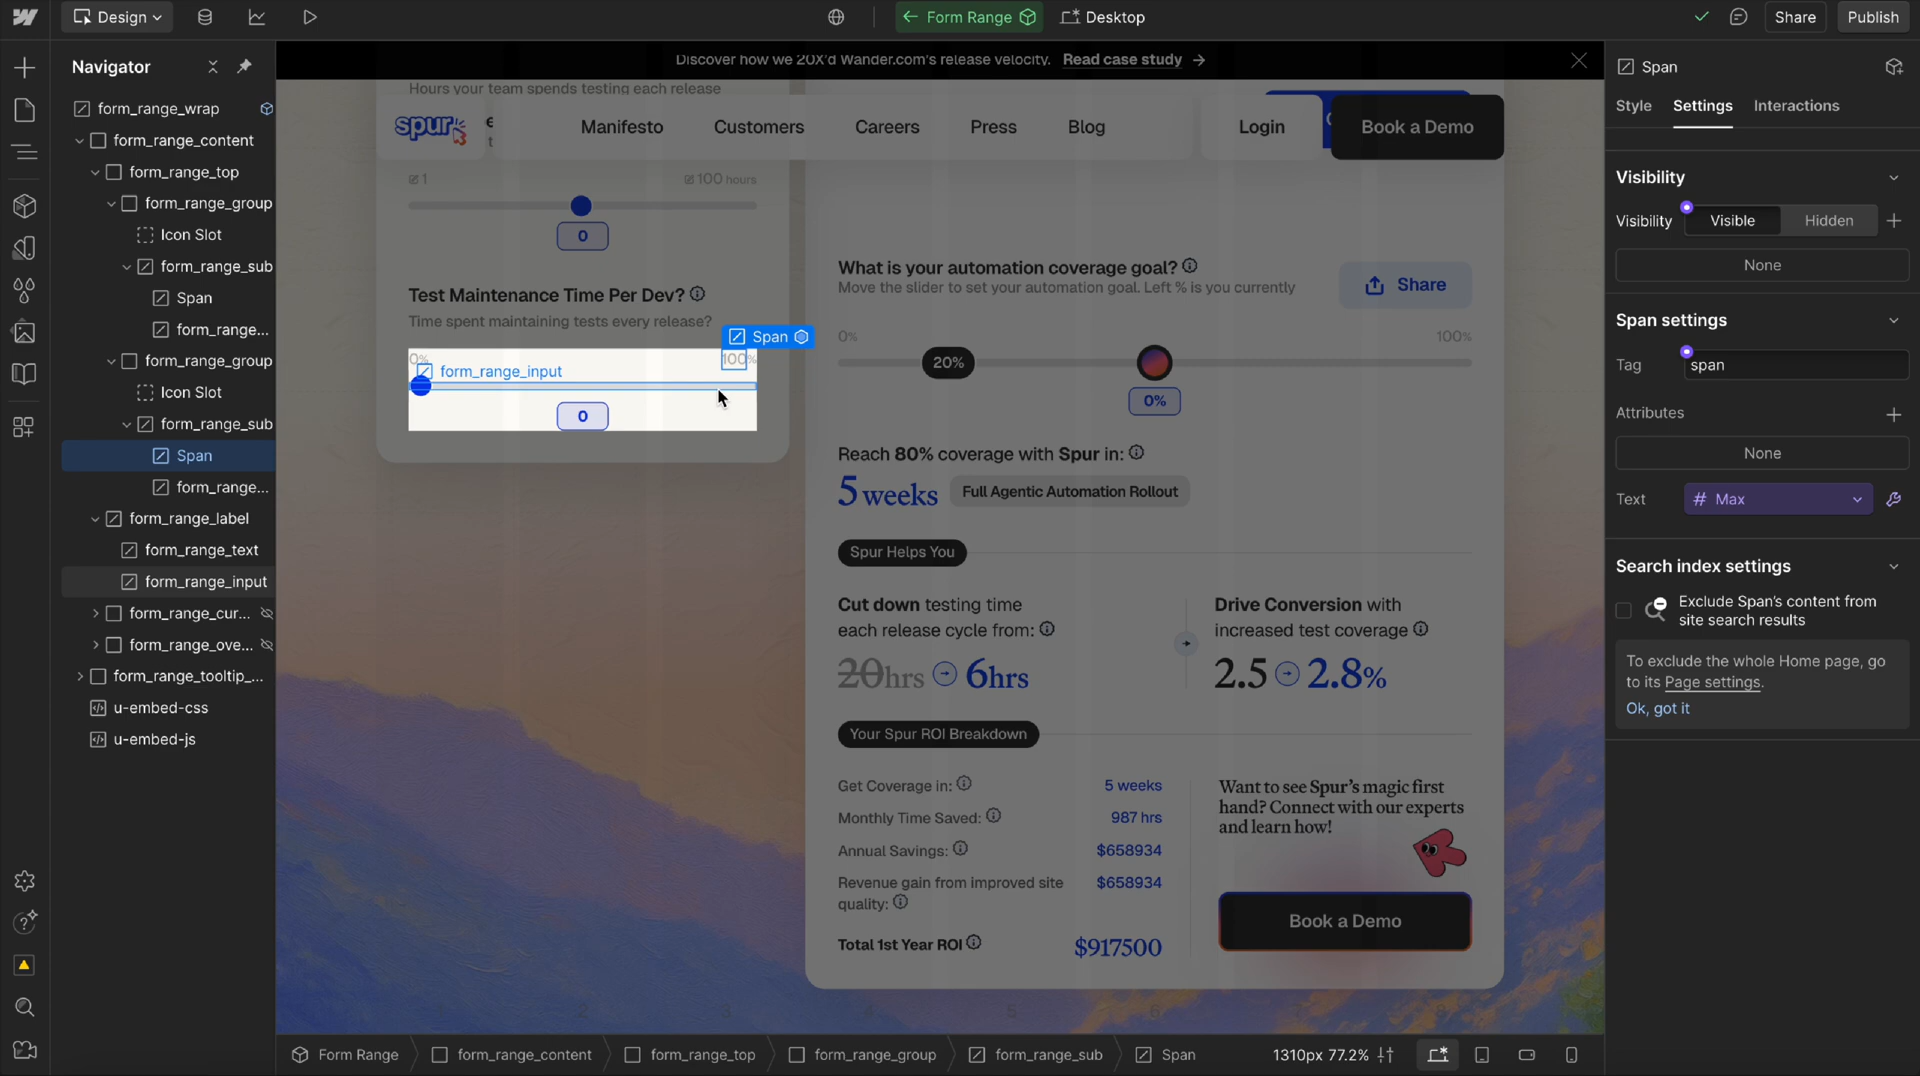 Design
Form Range
Desktop
Share
Publish
Navigator
form_range_wrap
form_range_content
form_range_top
form_range_group
Icon Slot
form_range_sub
Span
form_range...
form_range_group
Icon Slot
form_range_sub
Span
form_range...
form_range_label
form_range_text
form_range_input
form_range_cur...
form_range_ove...
form_range_tooltip_...
u-embed-css
u-embed-js
Discover how we 20X'd Wander.com's release velocity. Read case study →
Hours your team spends testing each release
spur
Manifesto
Customers
Careers
Press
Blog
Login
Book a Demo
1
100 hours
0
Test Maintenance Time Per Dev?
Time spent maintaining tests every release?
Span
0%
100%
form_range_input
0
What is your automation coverage goal?
Move the slider to set your automation goal. Left % is you currently
Share
0%
100%
20%
0%
Reach 80% coverage with Spur in:
5 weeks
Full Agentic Automation Rollout
Spur Helps You
Cut down testing time
each release cycle from:
20hrs → 6hrs
Drive Conversion with
increased test coverage
2.5 → 2.8%
Your Spur ROI Breakdown
Get Coverage in:
5 weeks
Monthly Time Saved:
987 hrs
Annual Savings:
$658934
Revenue gain from improved site
quality:
$658934
Total 1st Year ROI
$917500
Want to see Spur's magic first
hand? Connect with our experts
and learn how!
Book a Demo
Form Range
form_range_content
form_range_top
form_range_group
form_range_sub
Span
1310px 77.2%
Span
Style
Settings
Interactions
Visibility
Visibility
Visible
Hidden
None
Span settings
Tag
span
Attributes
None
Text
# Max
Search index settings
Exclude Span's content from
site search results
To exclude the whole Home page, go
to its Page settings.
Ok, got it